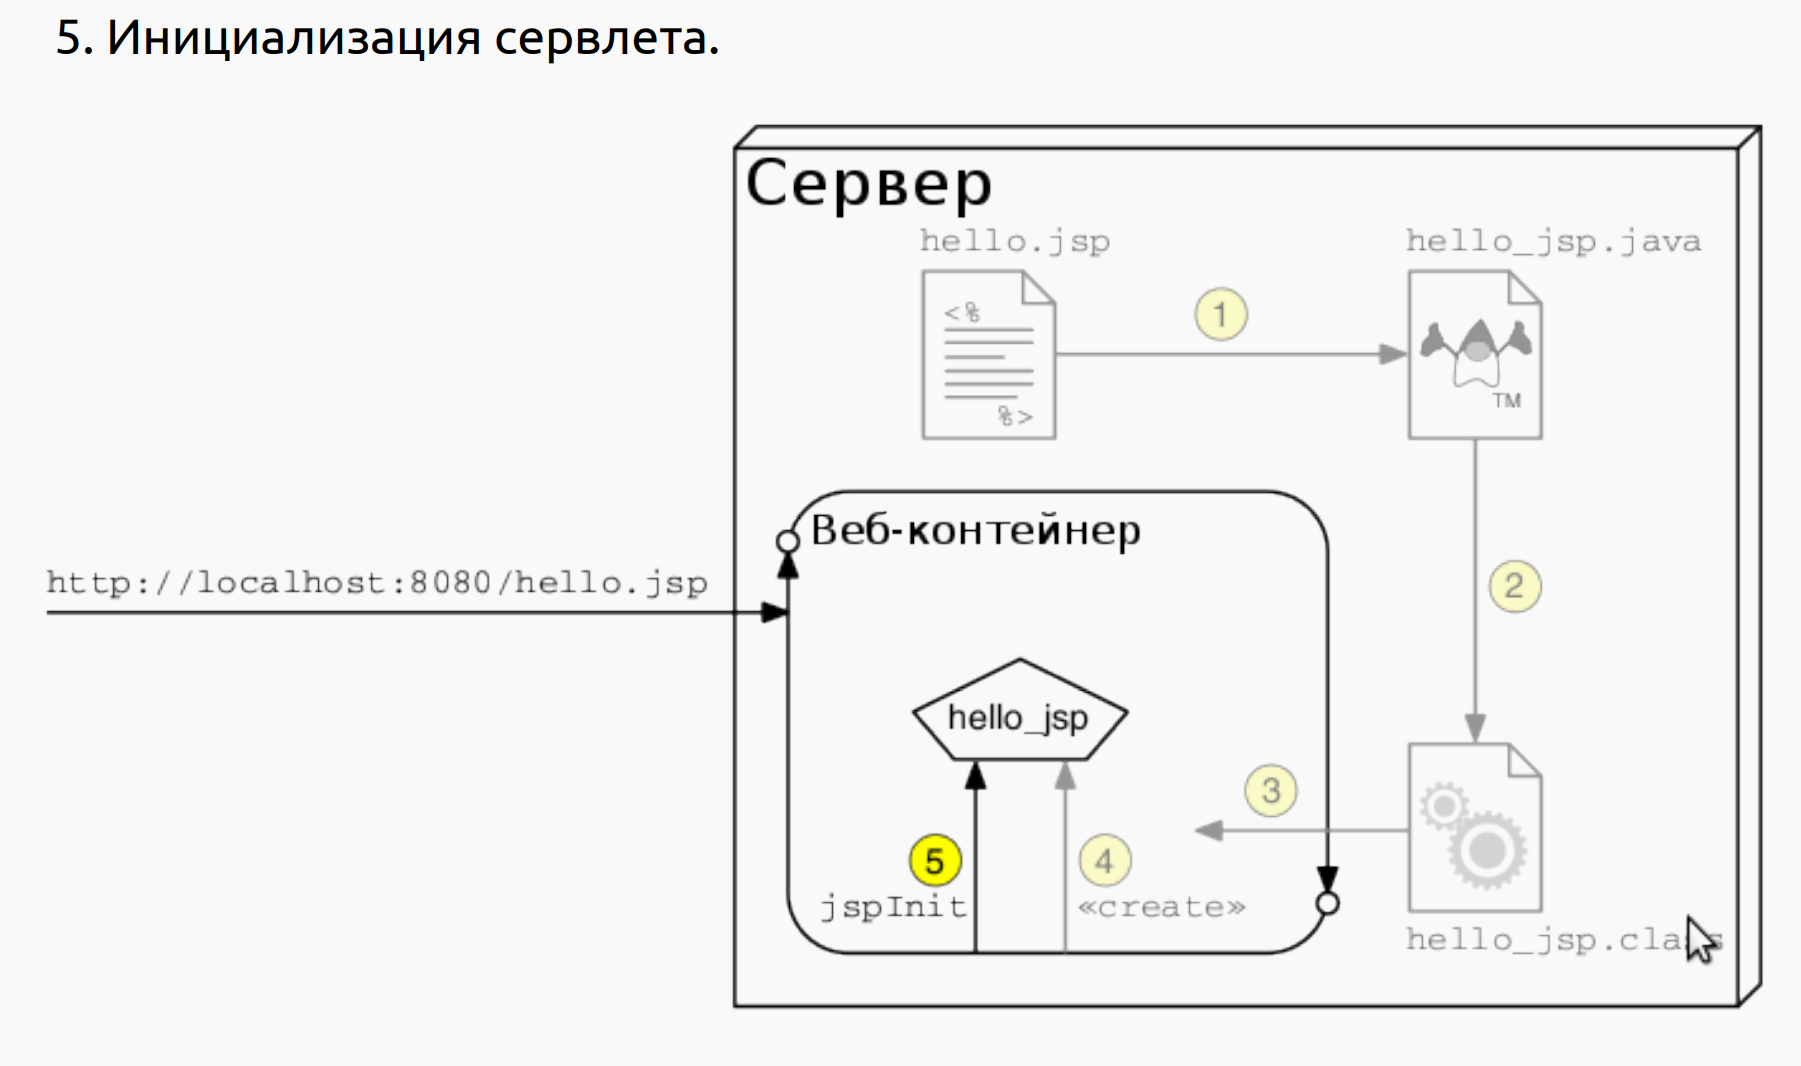 5. Инициализация сервлета.
Сервер
hello.jsp
hello_jsp.java
<%
1
%>
TM
Веб-контейнер
http://localhost:8080/hello.jsp
2
hello_jsp
3
5
4
jspInit
«create»